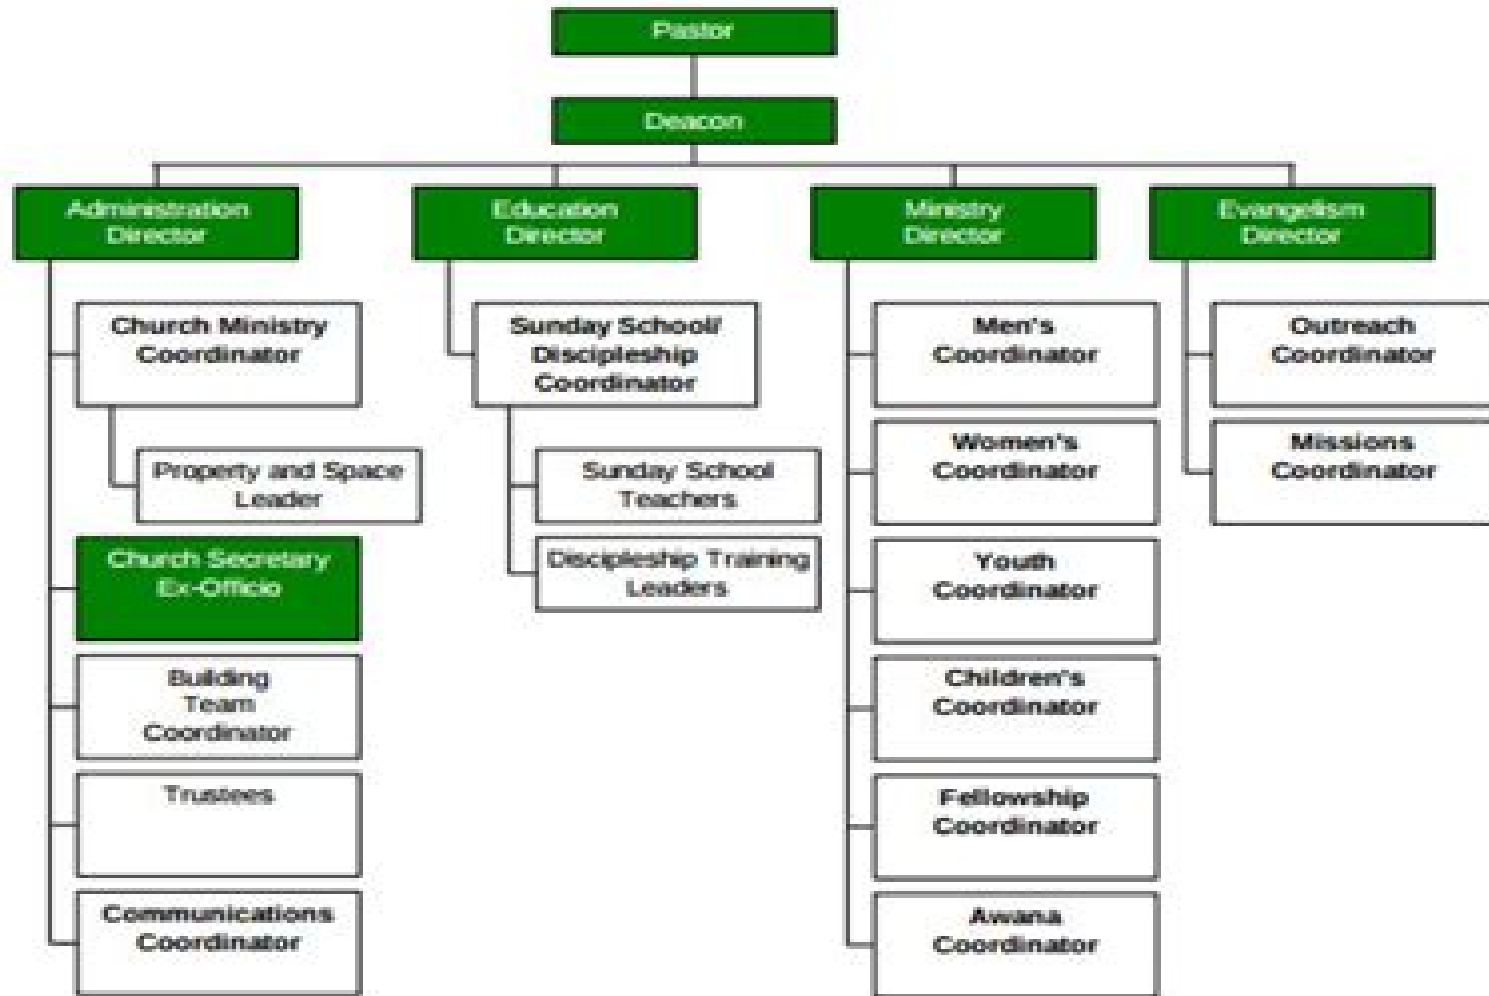 Pastor
Deacon
Administration
Director
Education
Director
Ministry
Director
Evangelism
Director
Church Ministry
Coordinator
Property and Space
Leader
Church Secretary
Ex-Officio
Building
Team
Coordinator
Trustees
Communications
Coordinator
Sunday School/
Discipleship
Coordinator
Sunday School
Teachers
Discipleship Training
Leaders
Men's
Coordinator
Women's
Coordinator
Youth
Coordinator
Children's
Coordinator
Fellowship
Coordinator
Awana
Coordinator
Outreach
Coordinator
Missions
Coordinator